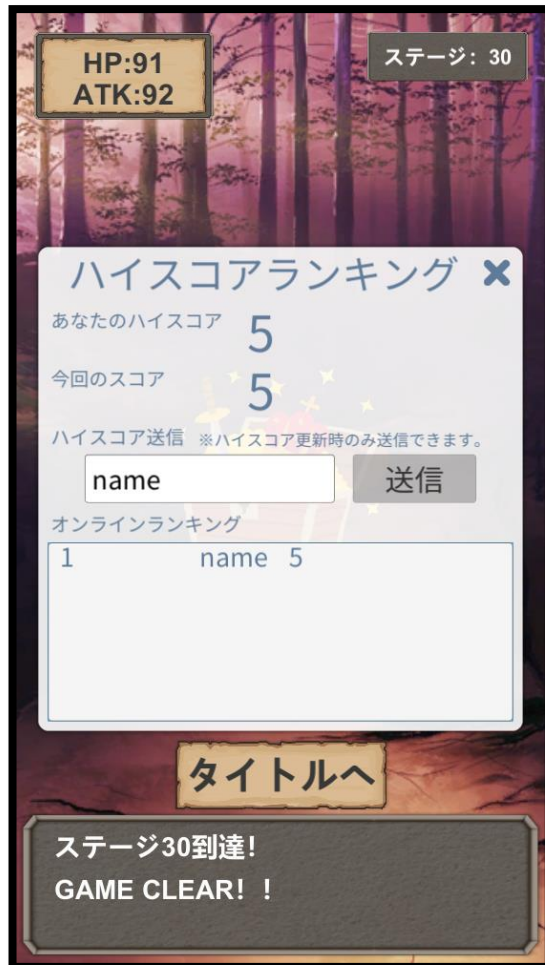 HP:91
ATK:92
ステージ: 30
ハイスコアランキング
あなたのハイスコア 5
今回のスコア 5
ハイスコア送信 ※ハイスコア更新時のみ送信できます。
name 送信
オンラインランキング
1 name 5
タイトルへ
ステージ30到達!
GAME CLEAR!!